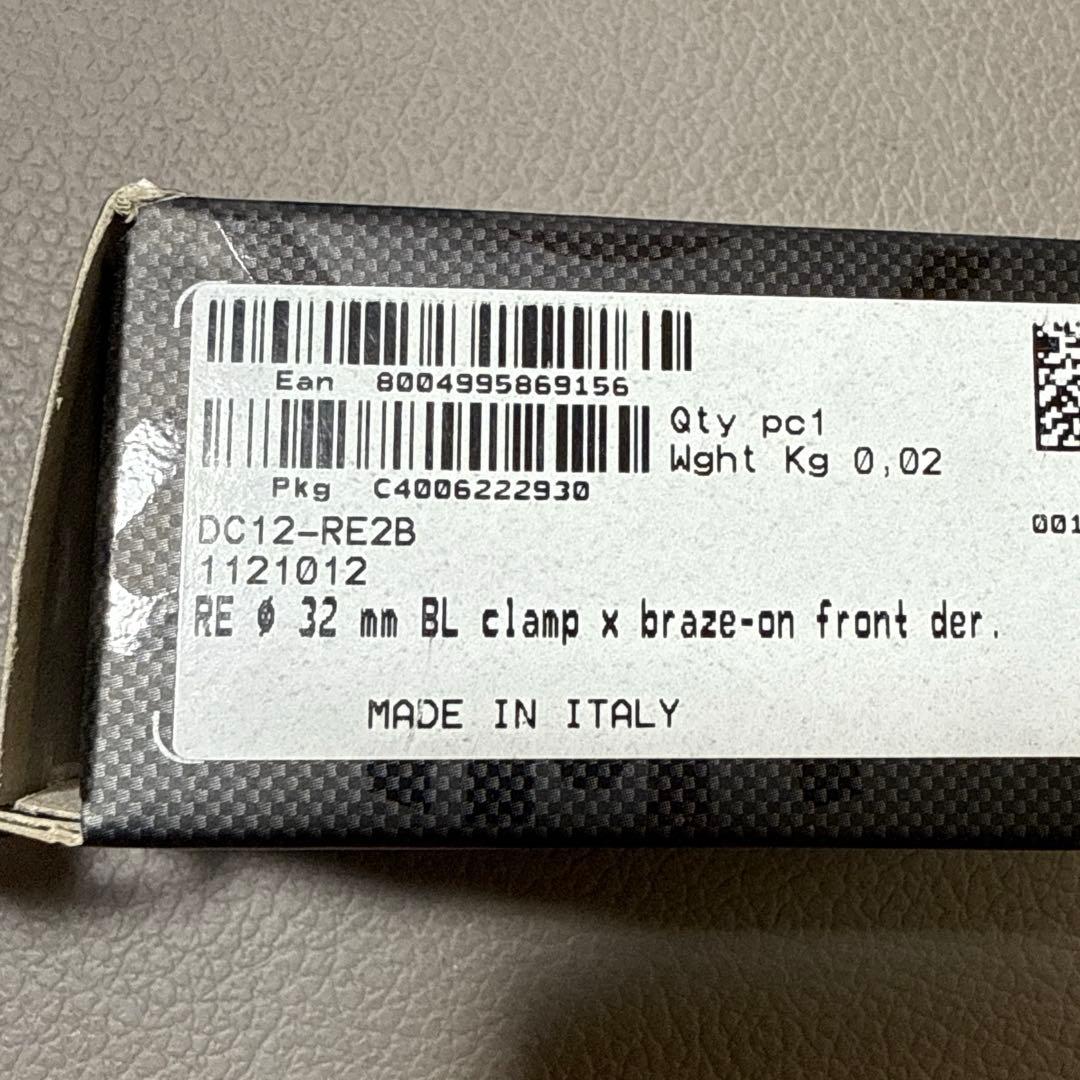 Ean 8004995869156
Pkg C4006222930
Qty pc1
Wght Kg 0,02
DC12-RE2B
1121012
001
RE ø 32 mm BL clamp x braze-on front der.
MADE IN ITALY